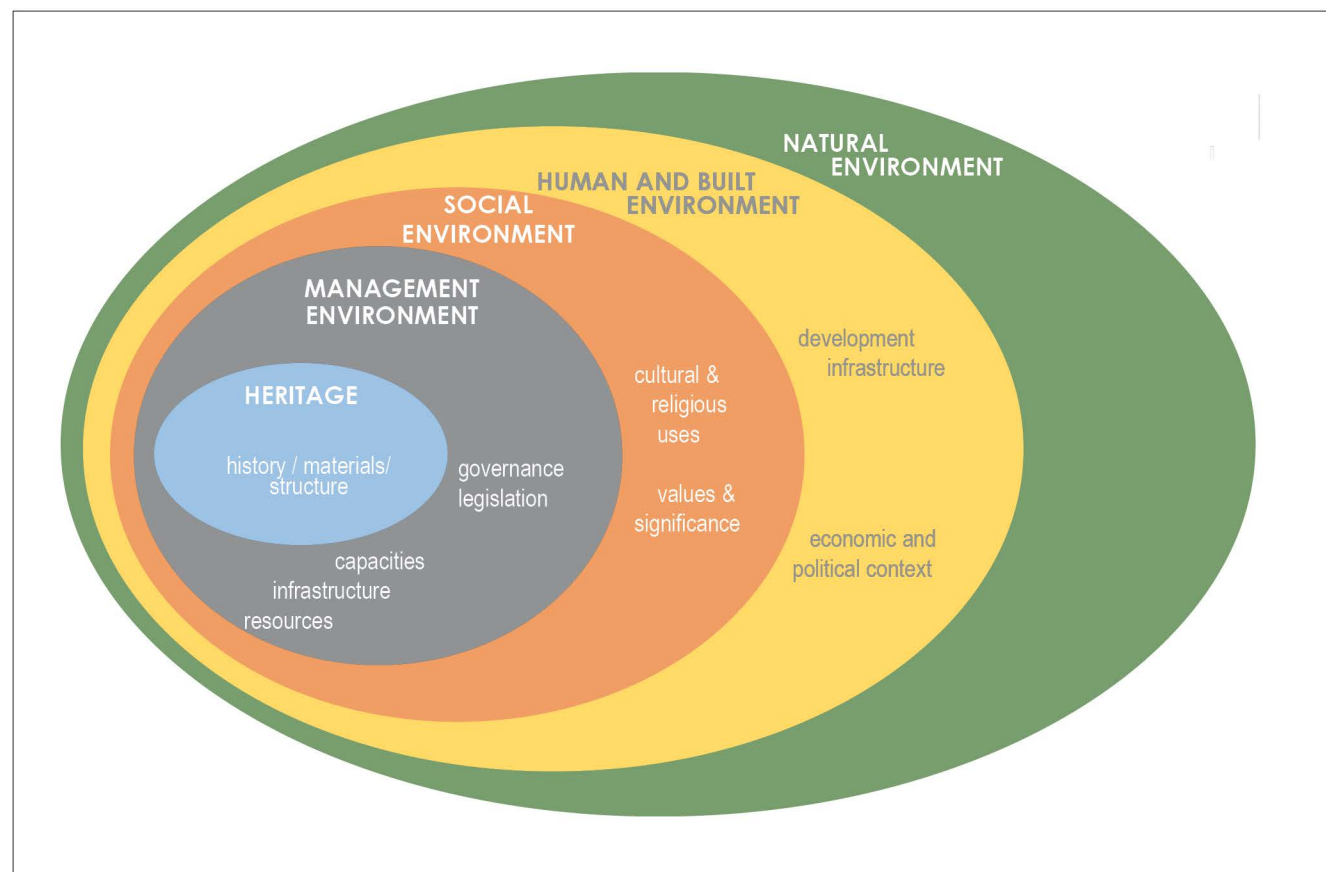 NATURAL
ENVIRONMENT
HUMAN AND BUILT
ENVIRONMENT
SOCIAL
ENVIRONMENT
MANAGEMENT
ENVIRONMENT
HERITAGE
history / materials/
structure
governance
legislation
capacities
infrastructure
resources
cultural &
religious
uses
values &
significance
development
infrastructure
economic and
political context